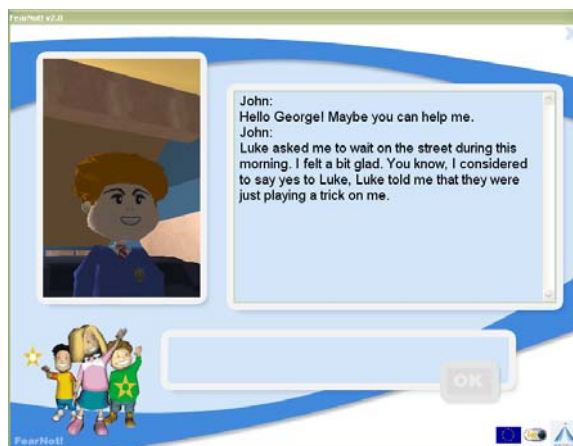 FearNot! v2.0
John:
Hello George! Maybe you can help me.
John:
Luke asked me to wait on the street during this
morning. I felt a bit glad. You know, I considered
to say yes to Luke, Luke told me that they were
just playing a trick on me.
OK
FearNot!